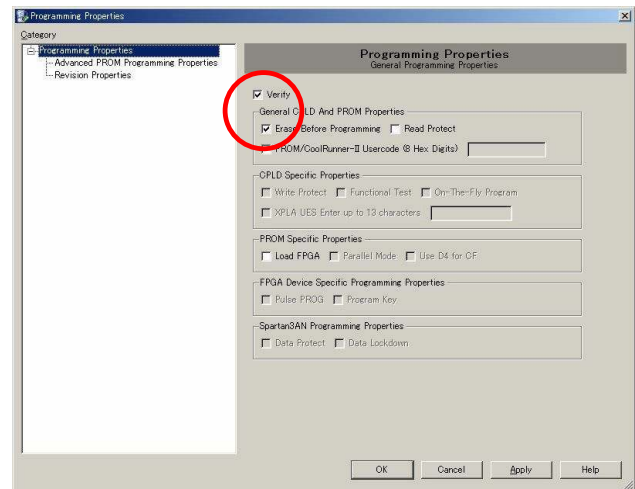 Programming Properties
Category
Programming Properties
Advanced PROM Programming Properties
Revision Properties
Programming Properties
General Programming Properties
Verify
General CPLD And PROM Properties
Erase Before Programming Read Protect
PROM/CoolRunner-II Usercode (8 Hex Digits)
CPLD Specific Properties
Write Protect Functional Test On-The-Fly Program
XPLA UES Enter up to 13 characters
PROM Specific Properties
Load FPGA Parallel Mode Use D4 for CF
FPGA Device Specific Programming Properties
Pulse PROG Program Key
Spartan3AN Programming Properties
Data Protect Data Lockdown
OK Cancel Apply Help